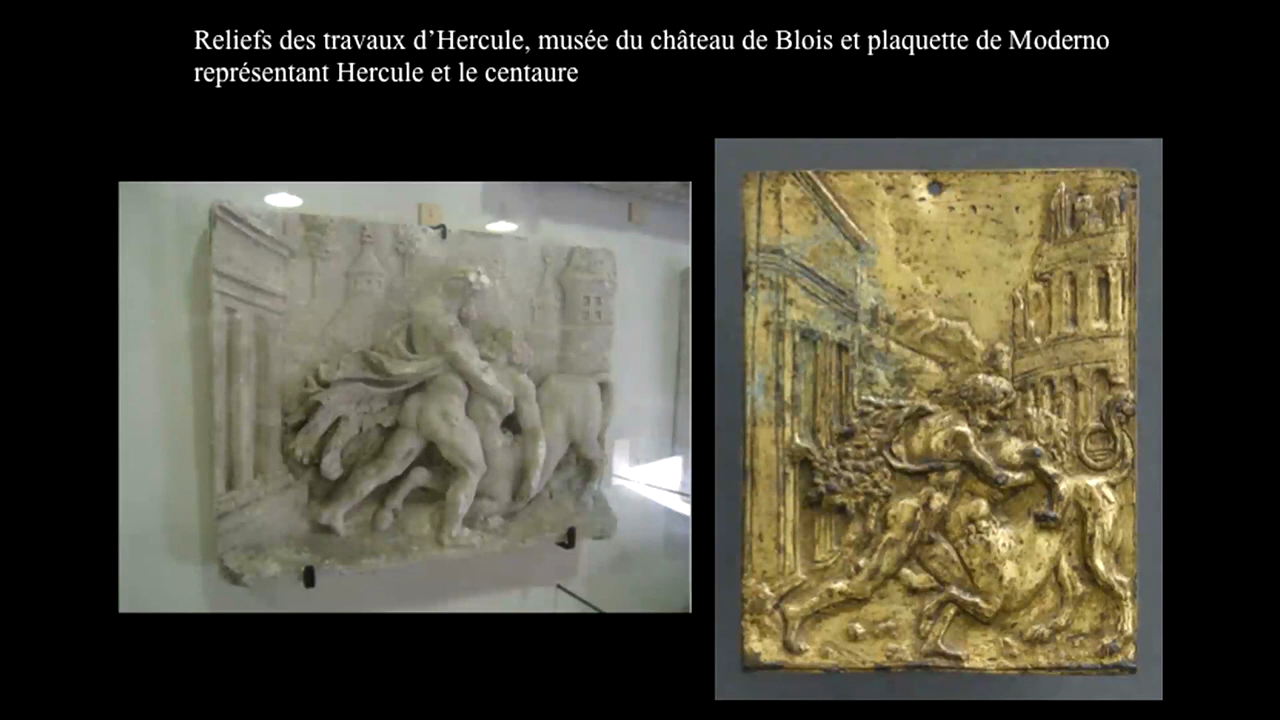 Reliefs des travaux d’Hercule, musée du château de Blois et plaquette de Moderno
représentant Hercule et le centaure